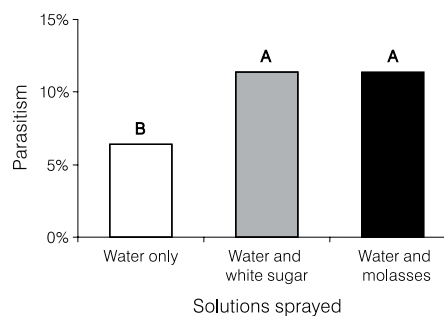 15%
10%
5%
0%
Parasitism
B
A
A
Water only
Water and
white sugar
Water and
molasses
Solutions sprayed